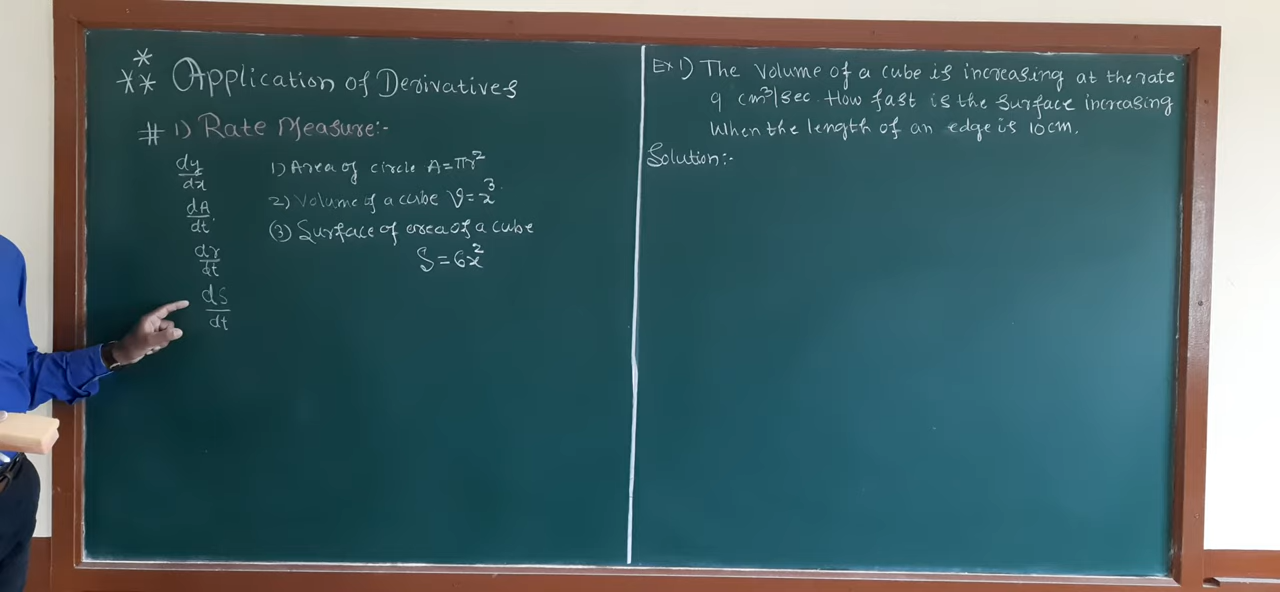 *
** Application of Derivatives
# 1) Rate Measure:-
dy/dx
dA/dt
dr/dt
dS/dt
1) Area of circle A=πr²
2) Volume of a cube V=x³
(3) Surface of area of a cube
S=6x²
Ex 1) The Volume of a cube is increasing at the rate
9 cm³/sec. How fast is the surface increasing
When the length of an edge is 10cm.
Solution:-